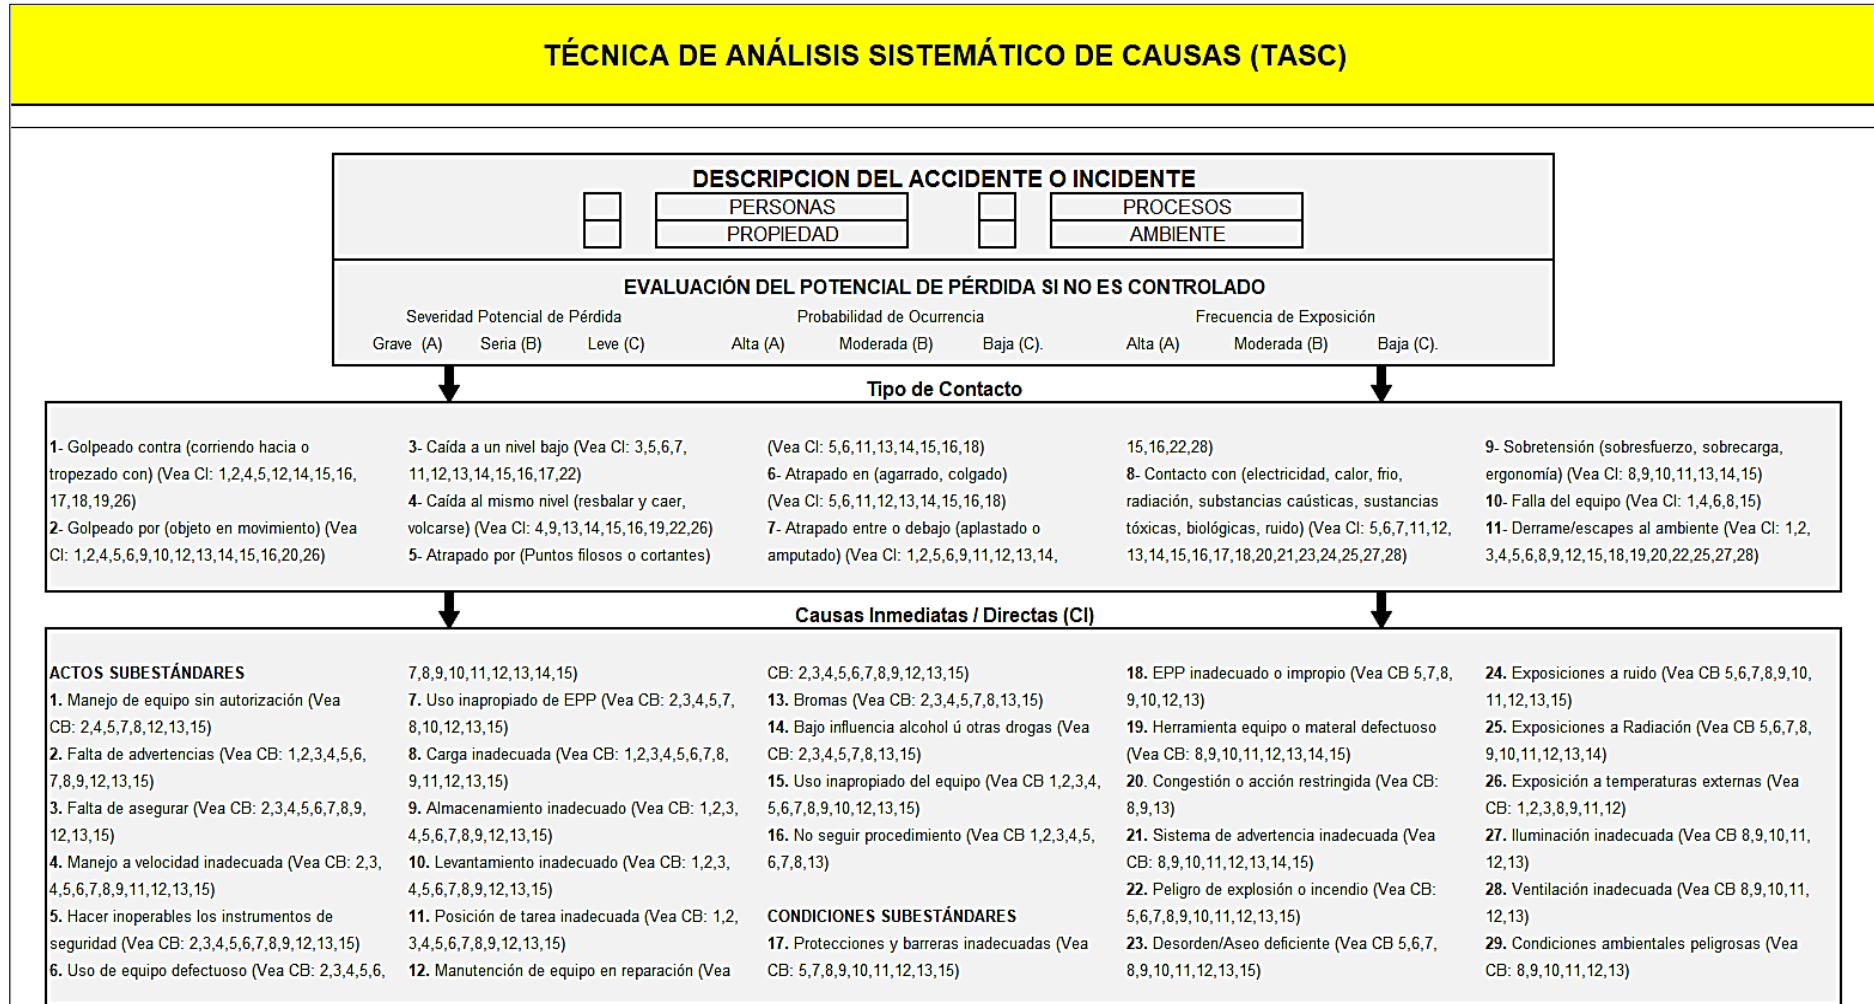 TÉCNICA DE ANÁLISIS SISTEMÁTICO DE CAUSAS (TASC)
DESCRIPCION DEL ACCIDENTE O INCIDENTE
PERSONAS
PROCESOS
PROPIEDAD
AMBIENTE
EVALUACIÓN DEL POTENCIAL DE PÉRDIDA SI NO ES CONTROLADO
Severidad Potencial de Pérdida
Probabilidad de Ocurrencia
Frecuencia de Exposición
Grave (A) Seria (B) Leve (C)
Alta (A) Moderada (B) Baja (C).
Alta (A) Moderada (B) Baja (C).
Tipo de Contacto
1- Golpeado contra (corriendo hacia o
tropezado con) (Vea CI: 1,2,4,5,12,14,15,16,
17,18,19,26)
2- Golpeado por (objeto en movimiento) (Vea
CI: 1,2,4,5,6,9,10,12,13,14,15,16,20,26)
3- Caída a un nivel bajo (Vea CI: 3,5,6,7,
11,12,13,14,15,16,17,22)
4- Caída al mismo nivel (resbalar y caer,
volcarse) (Vea CI: 4,9,13,14,15,16,19,22,26)
5- Atrapado por (Puntos filosos o cortantes)
(Vea CI: 5,6,11,13,14,15,16,18)
6- Atrapado en (agarrado, colgado)
(Vea CI: 5,6,11,12,13,14,15,16,18)
7- Atrapado entre o debajo (aplastado o
amputado) (Vea CI: 1,2,5,6,9,11,12,13,14,
15,16,22,28)
8- Contacto con (electricidad, calor, frio,
radiación, substancias caústicas, sustancias
tóxicas, biológicas, ruido) (Vea CI: 5,6,7,11,12,
13,14,15,16,17,18,20,21,23,24,25,27,28)
9- Sobretensión (sobresfuerzo, sobrecarga,
ergonomía) (Vea CI: 8,9,10,11,13,14,15)
10- Falla del equipo (Vea CI: 1,4,6,8,15)
11- Derrame/escapes al ambiente (Vea CI: 1,2,
3,4,5,6,8,9,12,15,18,19,20,22,25,27,28)
Causas Inmediatas / Directas (CI)
ACTOS SUBESTÁNDARES
1. Manejo de equipo sin autorización (Vea
CB: 2,4,5,7,8,12,13,15)
2. Falta de advertencias (Vea CB: 1,2,3,4,5,6,
7,8,9,12,13,15)
3. Falta de asegurar (Vea CB: 2,3,4,5,6,7,8,9,
12,13,15)
4. Manejo a velocidad inadecuada (Vea CB: 2,3,
4,5,6,7,8,9,11,12,13,15)
5. Hacer inoperables los instrumentos de
seguridad (Vea CB: 2,3,4,5,6,7,8,9,12,13,15)
6. Uso de equipo defectuoso (Vea CB: 2,3,4,5,6,
7,8,9,10,11,12,13,14,15)
7. Uso inapropiado de EPP (Vea CB: 2,3,4,5,7,
8,10,12,13,15)
8. Carga inadecuada (Vea CB: 1,2,3,4,5,6,7,8,
9,11,12,13,15)
9. Almacenamiento inadecuado (Vea CB: 1,2,3,
4,5,6,7,8,9,12,13,15)
10. Levantamiento inadecuado (Vea CB: 1,2,3,
4,5,6,7,8,9,12,13,15)
11. Posición de tarea inadecuada (Vea CB: 1,2,
3,4,5,6,7,8,9,12,13,15)
12. Manutención de equipo en reparación (Vea
CB: 2,3,4,5,6,7,8,9,12,13,15)
13. Bromas (Vea CB: 2,3,4,5,7,8,13,15)
14. Bajo influencia alcohol ú otras drogas (Vea
CB: 2,3,4,5,7,8,13,15)
15. Uso inapropiado del equipo (Vea CB 1,2,3,4,
5,6,7,8,9,10,12,13,15)
16. No seguir procedimiento (Vea CB 1,2,3,4,5,
6,7,8,13)
CONDICIONES SUBESTÁNDARES
17. Protecciones y barreras inadecuadas (Vea
CB: 5,7,8,9,10,11,12,13,15)
18. EPP inadecuado o impropio (Vea CB 5,7,8,
9,10,12,13)
19. Herramienta equipo o materal defectuoso
(Vea CB: 8,9,10,11,12,13,14,15)
20. Congestión o acción restringida (Vea CB:
8,9,13)
21. Sistema de advertencia inadecuada (Vea
CB: 8,9,10,11,12,13,14,15)
22. Peligro de explosión o incendio (Vea CB:
5,6,7,8,9,10,11,12,13,15)
23. Desorden/Aseo deficiente (Vea CB 5,6,7,
8,9,10,11,12,13,15)
24. Exposiciones a ruido (Vea CB 5,6,7,8,9,10,
11,12,13,15)
25. Exposiciones a Radiación (Vea CB 5,6,7,8,
9,10,11,12,13,14)
26. Exposición a temperaturas externas (Vea
CB: 1,2,3,8,9,11,12)
27. Iluminación inadecuada (Vea CB 8,9,10,11,
12,13)
28. Ventilación inadecuada (Vea CB 8,9,10,11,
12,13)
29. Condiciones ambientales peligrosas (Vea
CB: 8,9,10,11,12,13)